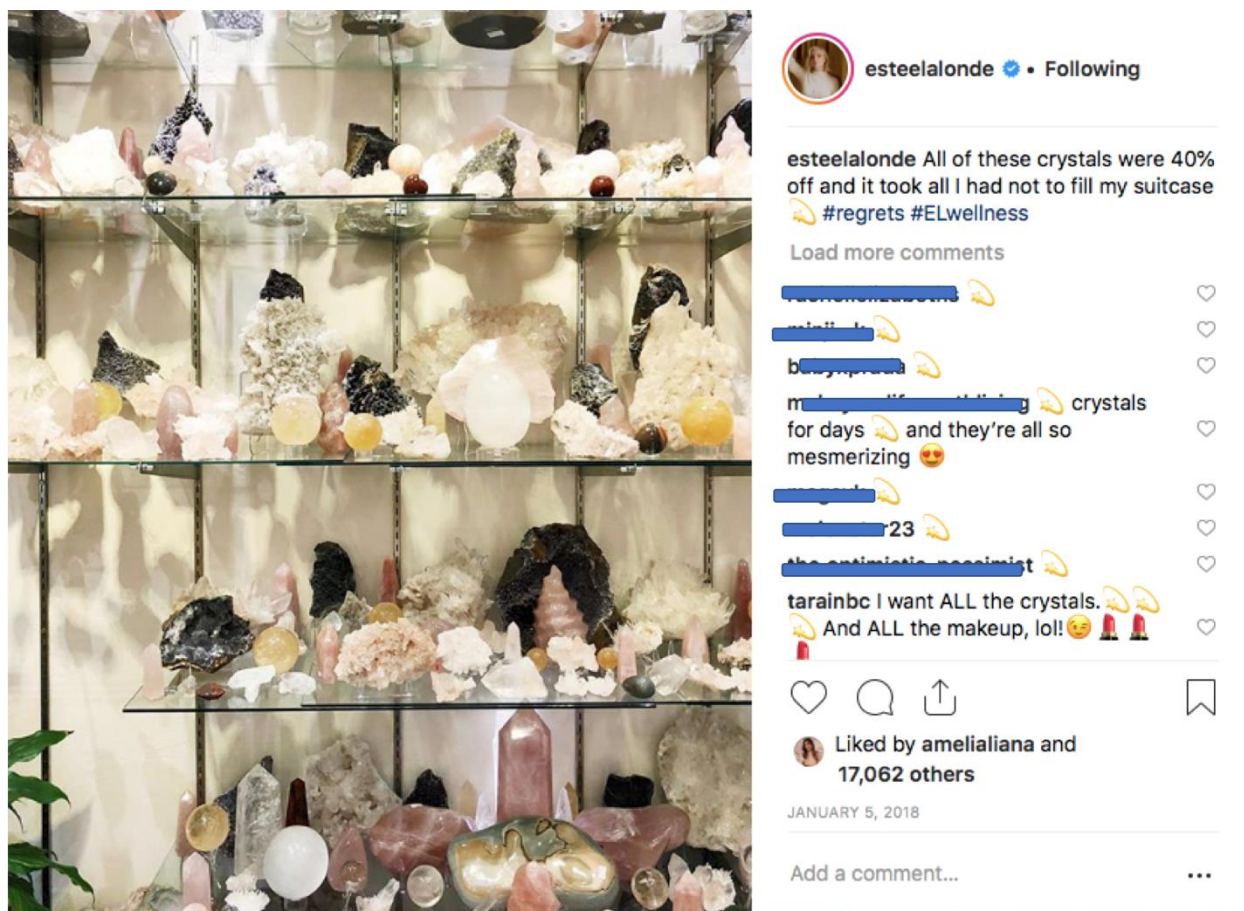 esteelalonde • Following
esteelalonde All of these crystals were 40%
off and it took all I had not to fill my suitcase
💫 #regrets #ELwellness
Load more comments
💫
💫
💫
💫 crystals
for days 💫 and they're all so
mesmerizing 😍
💫
23 💫
💫
tarainbc I want ALL the crystals.💫💫
💫 And ALL the makeup, lol!😉💄💄
💄
Liked by amelialiana and
17,062 others
JANUARY 5, 2018
Add a comment...